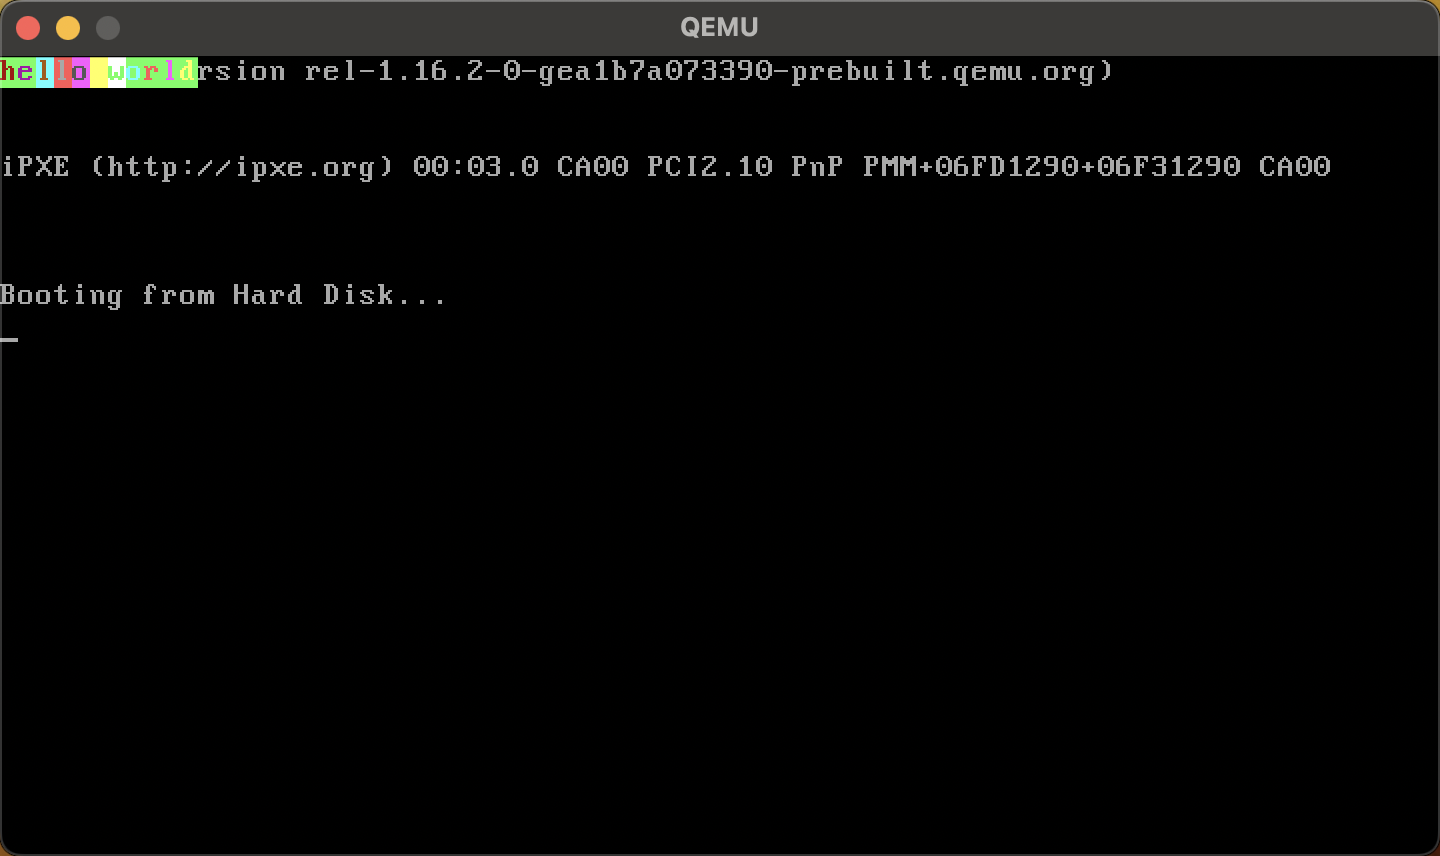 QEMU
hello worldrsion rel-1.16.2-0-gea1b7a073390-prebuilt.qemu.org)
iPXE (http://ipxe.org) 00:03.0 CA00 PCI2.10 PnP PMM+06FD1290+06F31290 CA00
Booting from Hard Disk...